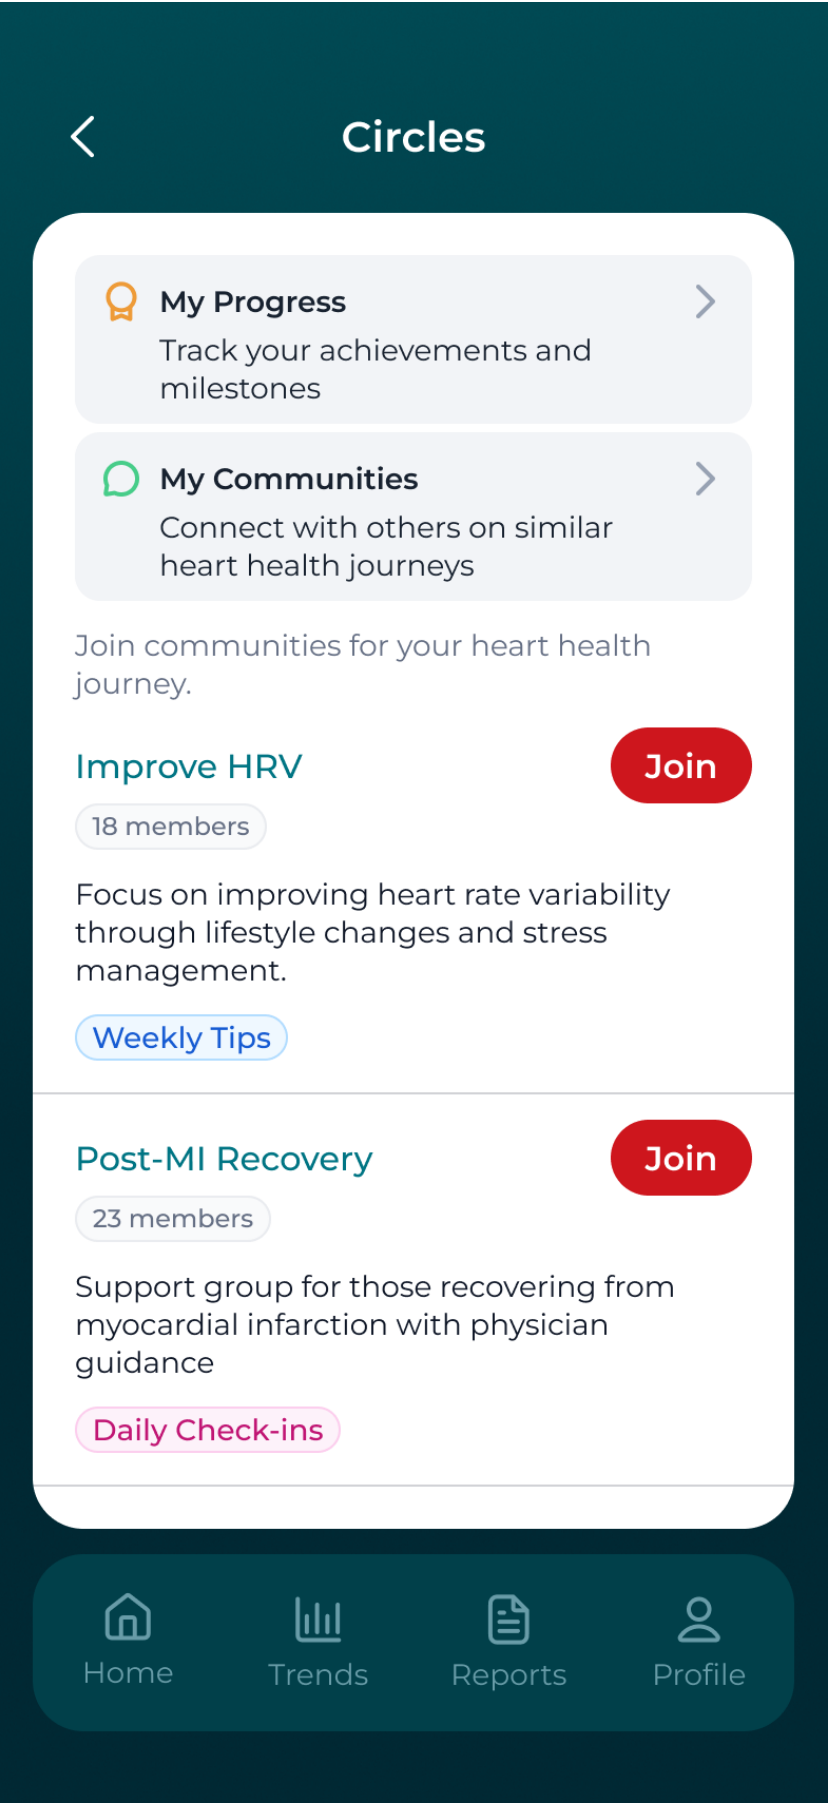 Circles
My Progress
Track your achievements and
milestones
My Communities
Connect with others on similar
heart health journeys
Join communities for your heart health
journey.
Improve HRV
Join
18 members
Focus on improving heart rate variability
through lifestyle changes and stress
management.
Weekly Tips
Post-MI Recovery
Join
23 members
Support group for those recovering from
myocardial infarction with physician
guidance
Daily Check-ins
Home
Trends
Reports
Profile